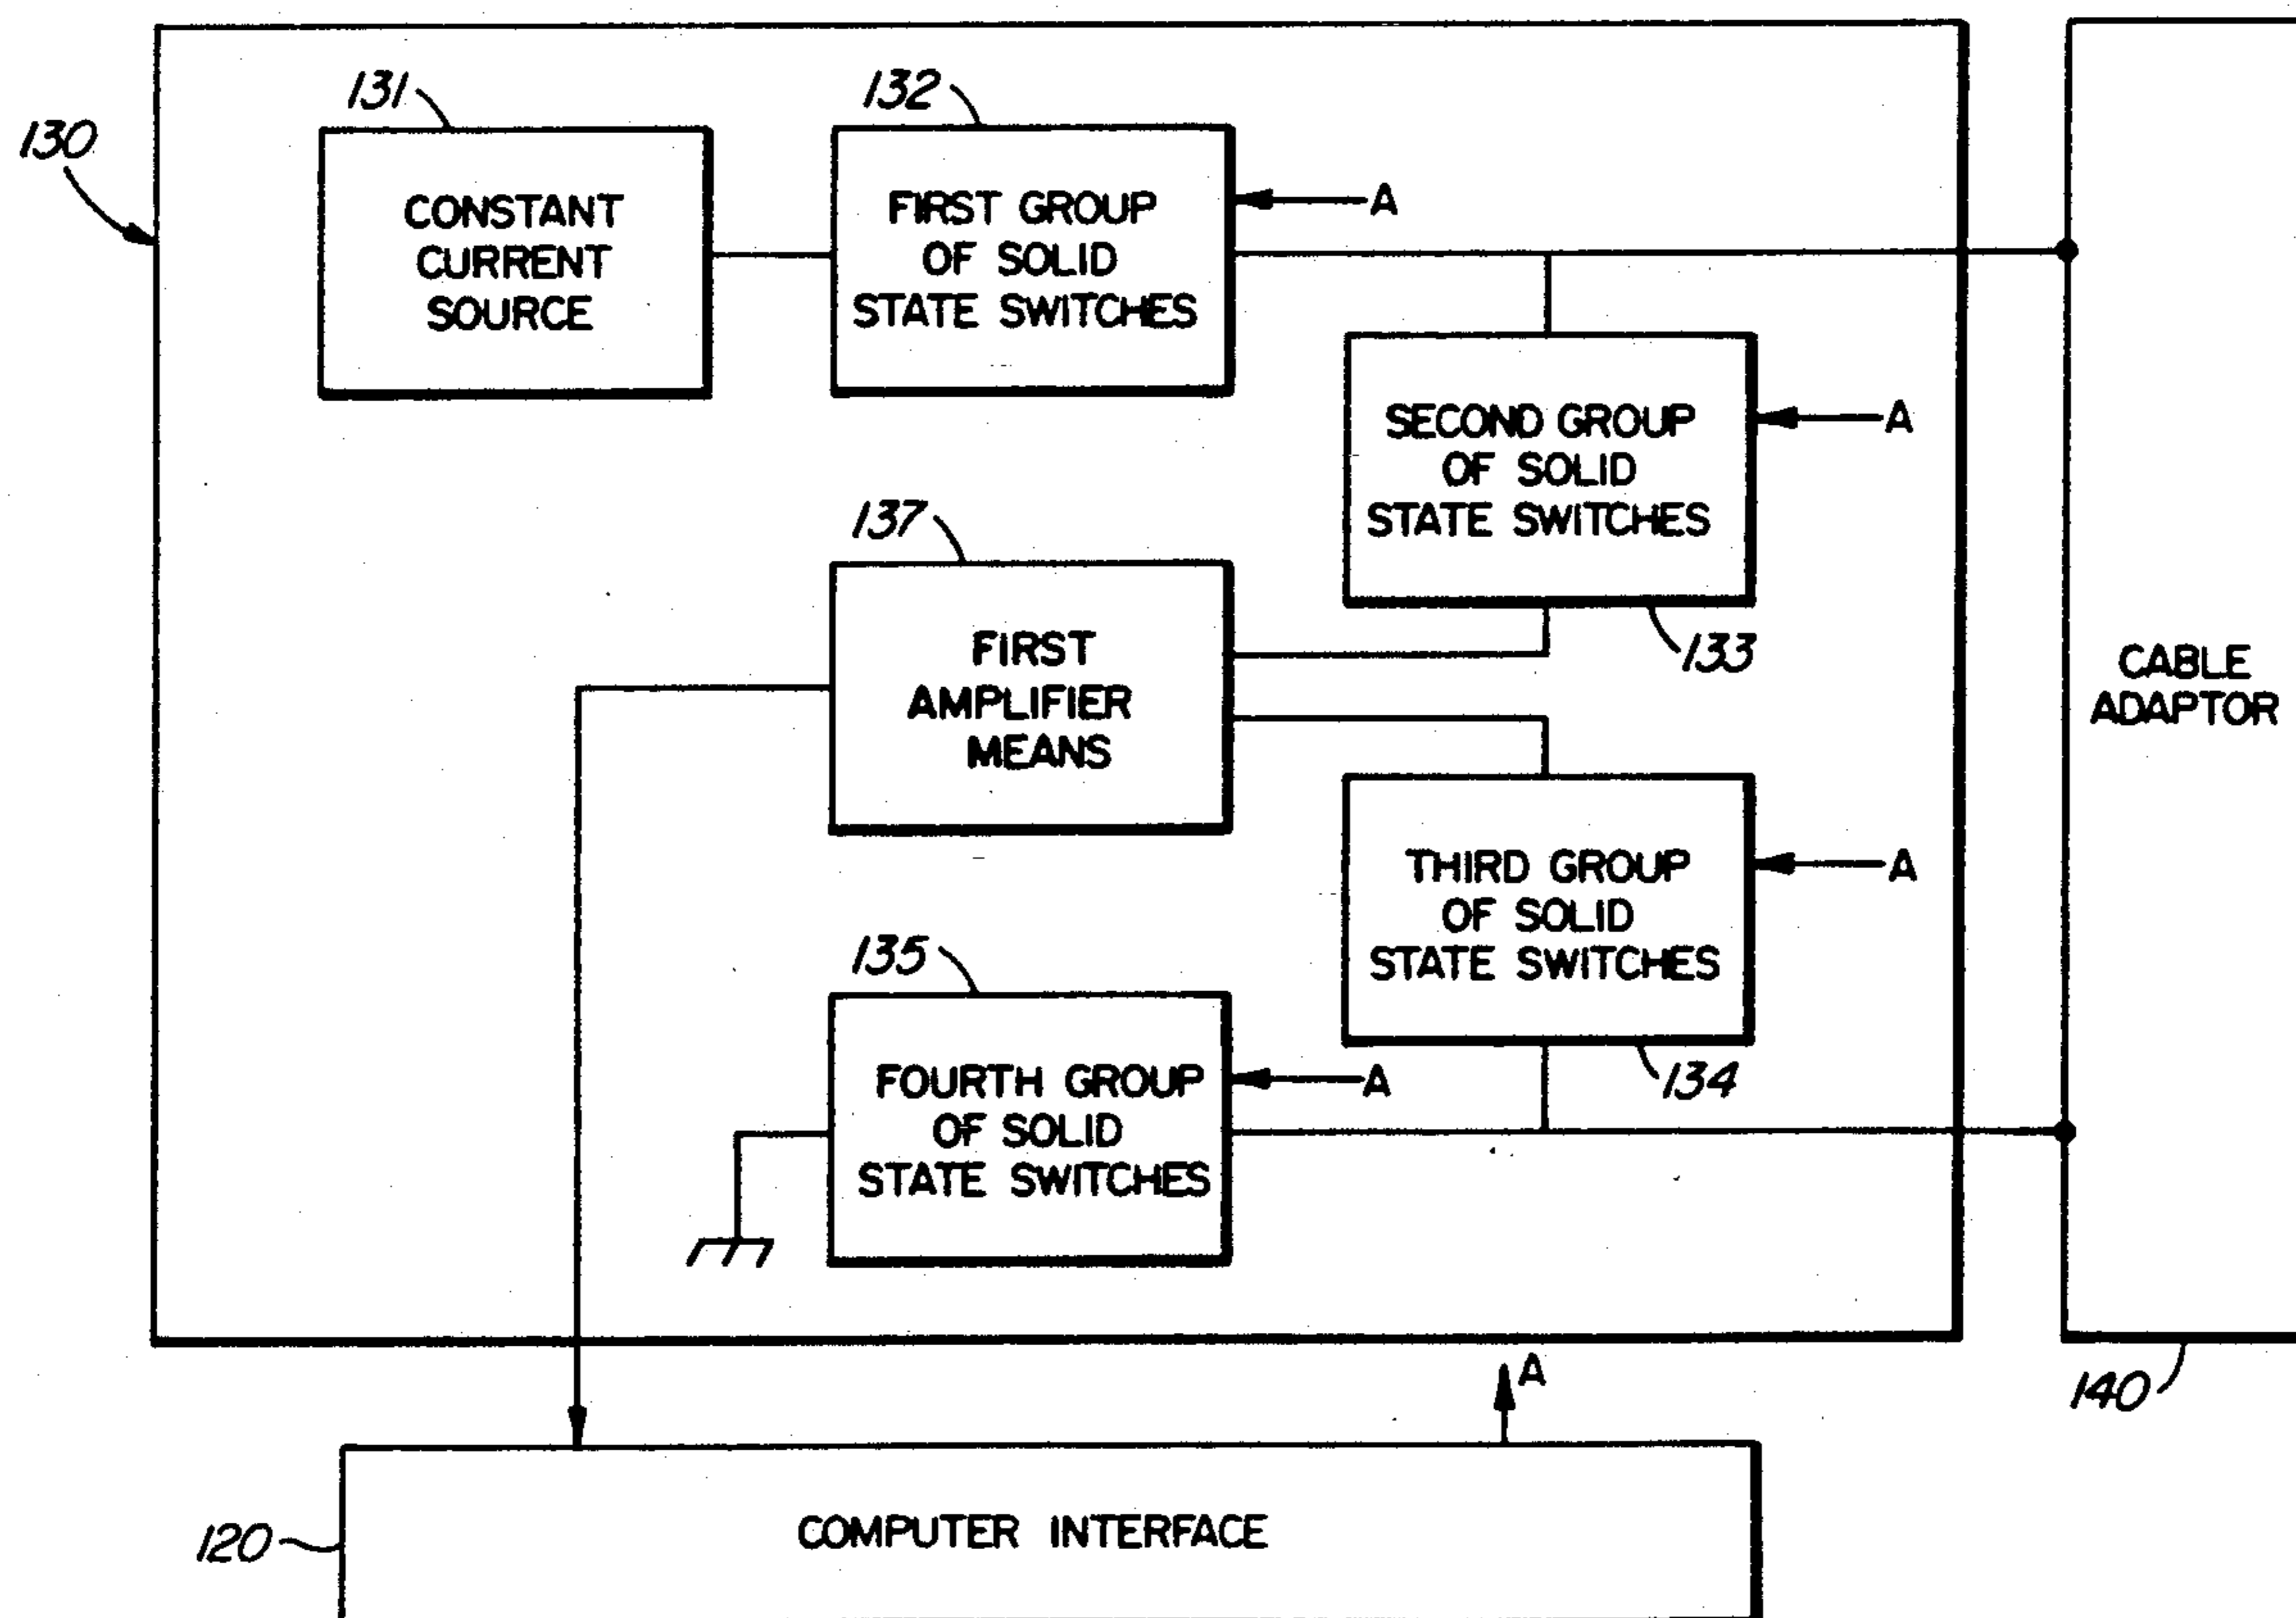 130
131
CONSTANT
CURRENT
SOURCE
132
FIRST GROUP
OF SOLID
STATE SWITCHES
A
SECOND GROUP
OF SOLID
STATE SWITCHES
A
133
137
FIRST
AMPLIFIER
MEANS
CABLE
ADAPTOR
THIRD GROUP
OF SOLID
STATE SWITCHES
A
134
135
FOURTH GROUP
OF SOLID
STATE SWITCHES
A
140
A
120
COMPUTER INTERFACE